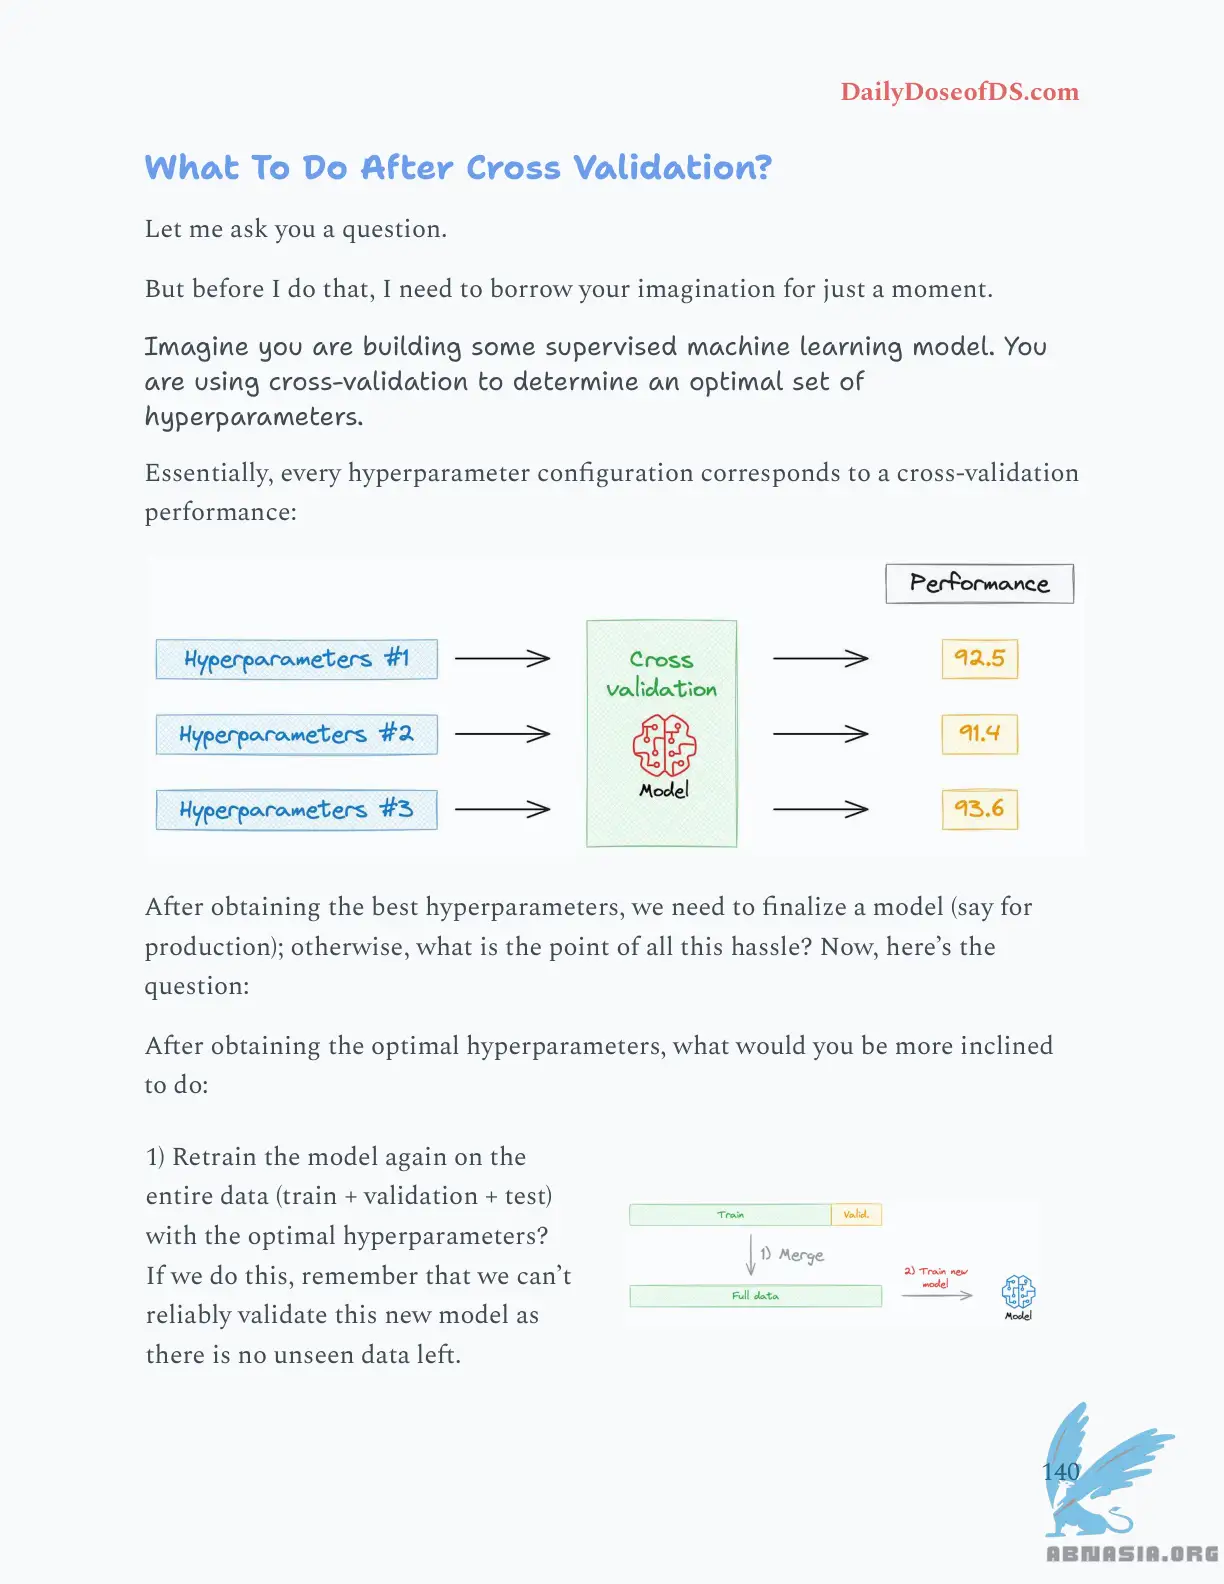 DailyDoseofDS.com
What To Do After Cross Validation?
Let me ask you a question.
But before I do that, I need to borrow your imagination for just a moment.
Imagine you are building some supervised machine learning model. You
are using cross-validation to determine an optimal set of
hyperparameters.
Essentially, every hyperparameter configuration corresponds to a cross-validation
performance:
Performance
Hyperparameters #1
Cross
validation
92.5
Hyperparameters #2
91.4
Model
Hyperparameters #3
93.6
After obtaining the best hyperparameters, we need to finalize a model (say for
production); otherwise, what is the point of all this hassle? Now, here’s the
question:
After obtaining the optimal hyperparameters, what would you be more inclined
to do:
1) Retrain the model again on the
entire data (train + validation + test)
with the optimal hyperparameters?
If we do this, remember that we can’t
reliably validate this new model as
there is no unseen data left.
Train
Valid.
1) Merge
2) Train new
model
Full data
Model
140
ABNASIA.ORG